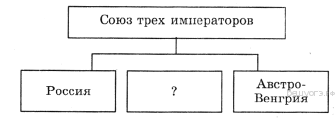 Союз трех императоров
Россия
?
Австро-
Венгрия